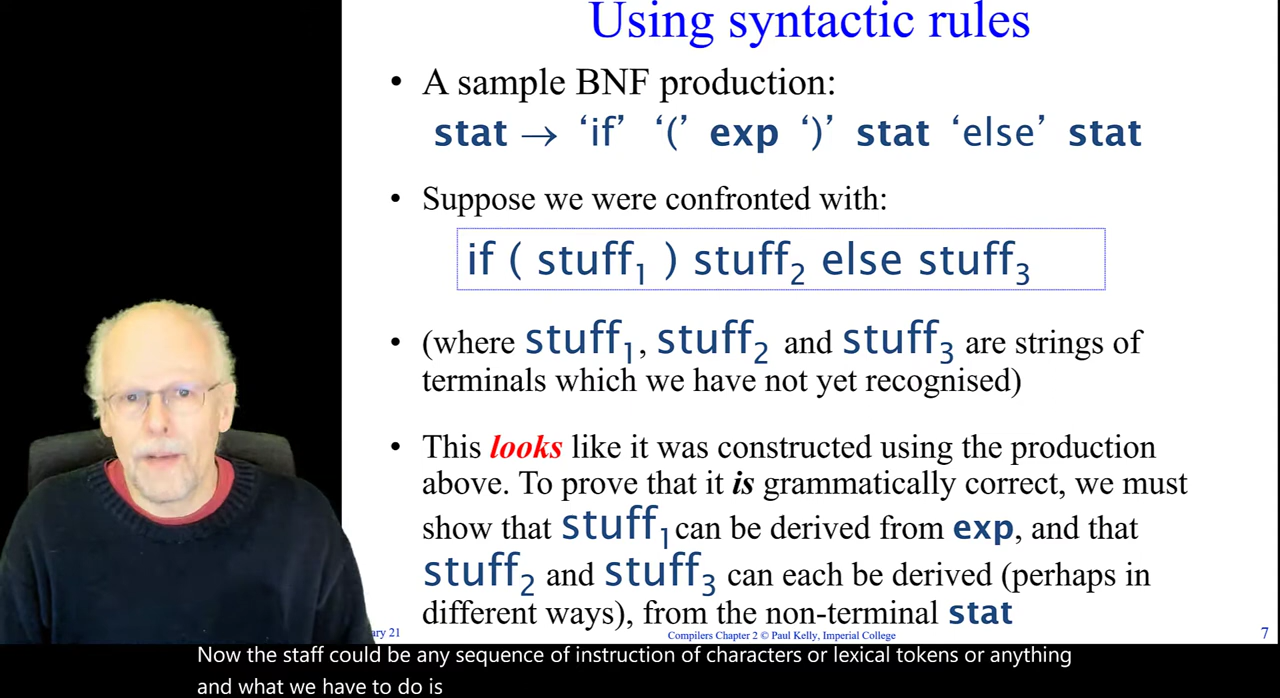 Using syntactic rules
• A sample BNF production:
stat → ‘if’ ‘(’ exp ‘)’ stat ‘else’ stat
• Suppose we were confronted with:
if ( stuff₁ ) stuff₂ else stuff₃
• (where stuff₁, stuff₂ and stuff₃ are strings of
terminals which we have not yet recognised)
• This looks like it was constructed using the production
above. To prove that it is grammatically correct, we must
show that stuff₁ can be derived from exp, and that
stuff₂ and stuff₃ can each be derived (perhaps in
different ways), from the non-terminal stat
ary 21
Compilers Chapter 2 © Paul Kelly, Imperial College
7
Now the staff could be any sequence of instruction of characters or lexical tokens or anything
and what we have to do is